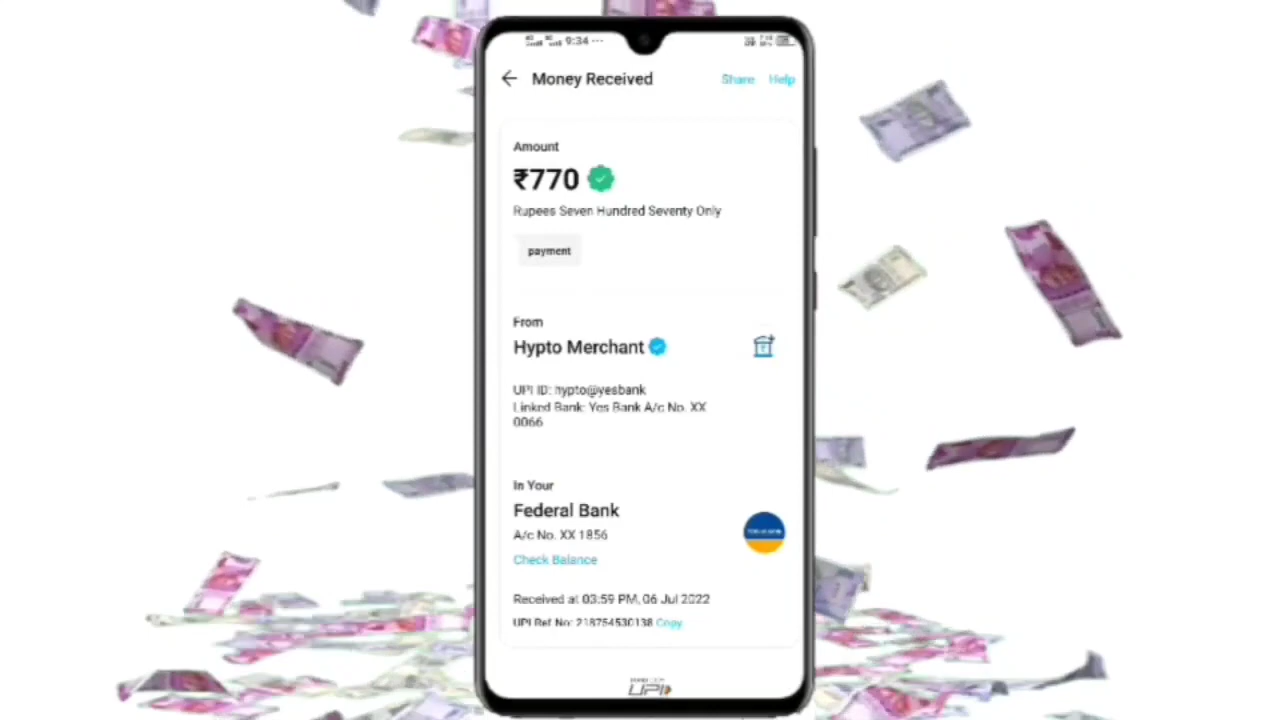 9:34 ...
Money Received
Share Help
Amount
₹770
Rupees Seven Hundred Seventy Only
payment
From
Hypto Merchant
UPI ID: hypto@yesbank
Linked Bank: Yes Bank A/c No. XX
0066
In Your
Federal Bank
A/c No. XX 1856
Check Balance
Received at 03:59 PM, 06 Jul 2022
UPI Ref No: 218754530138 Copy
UPI